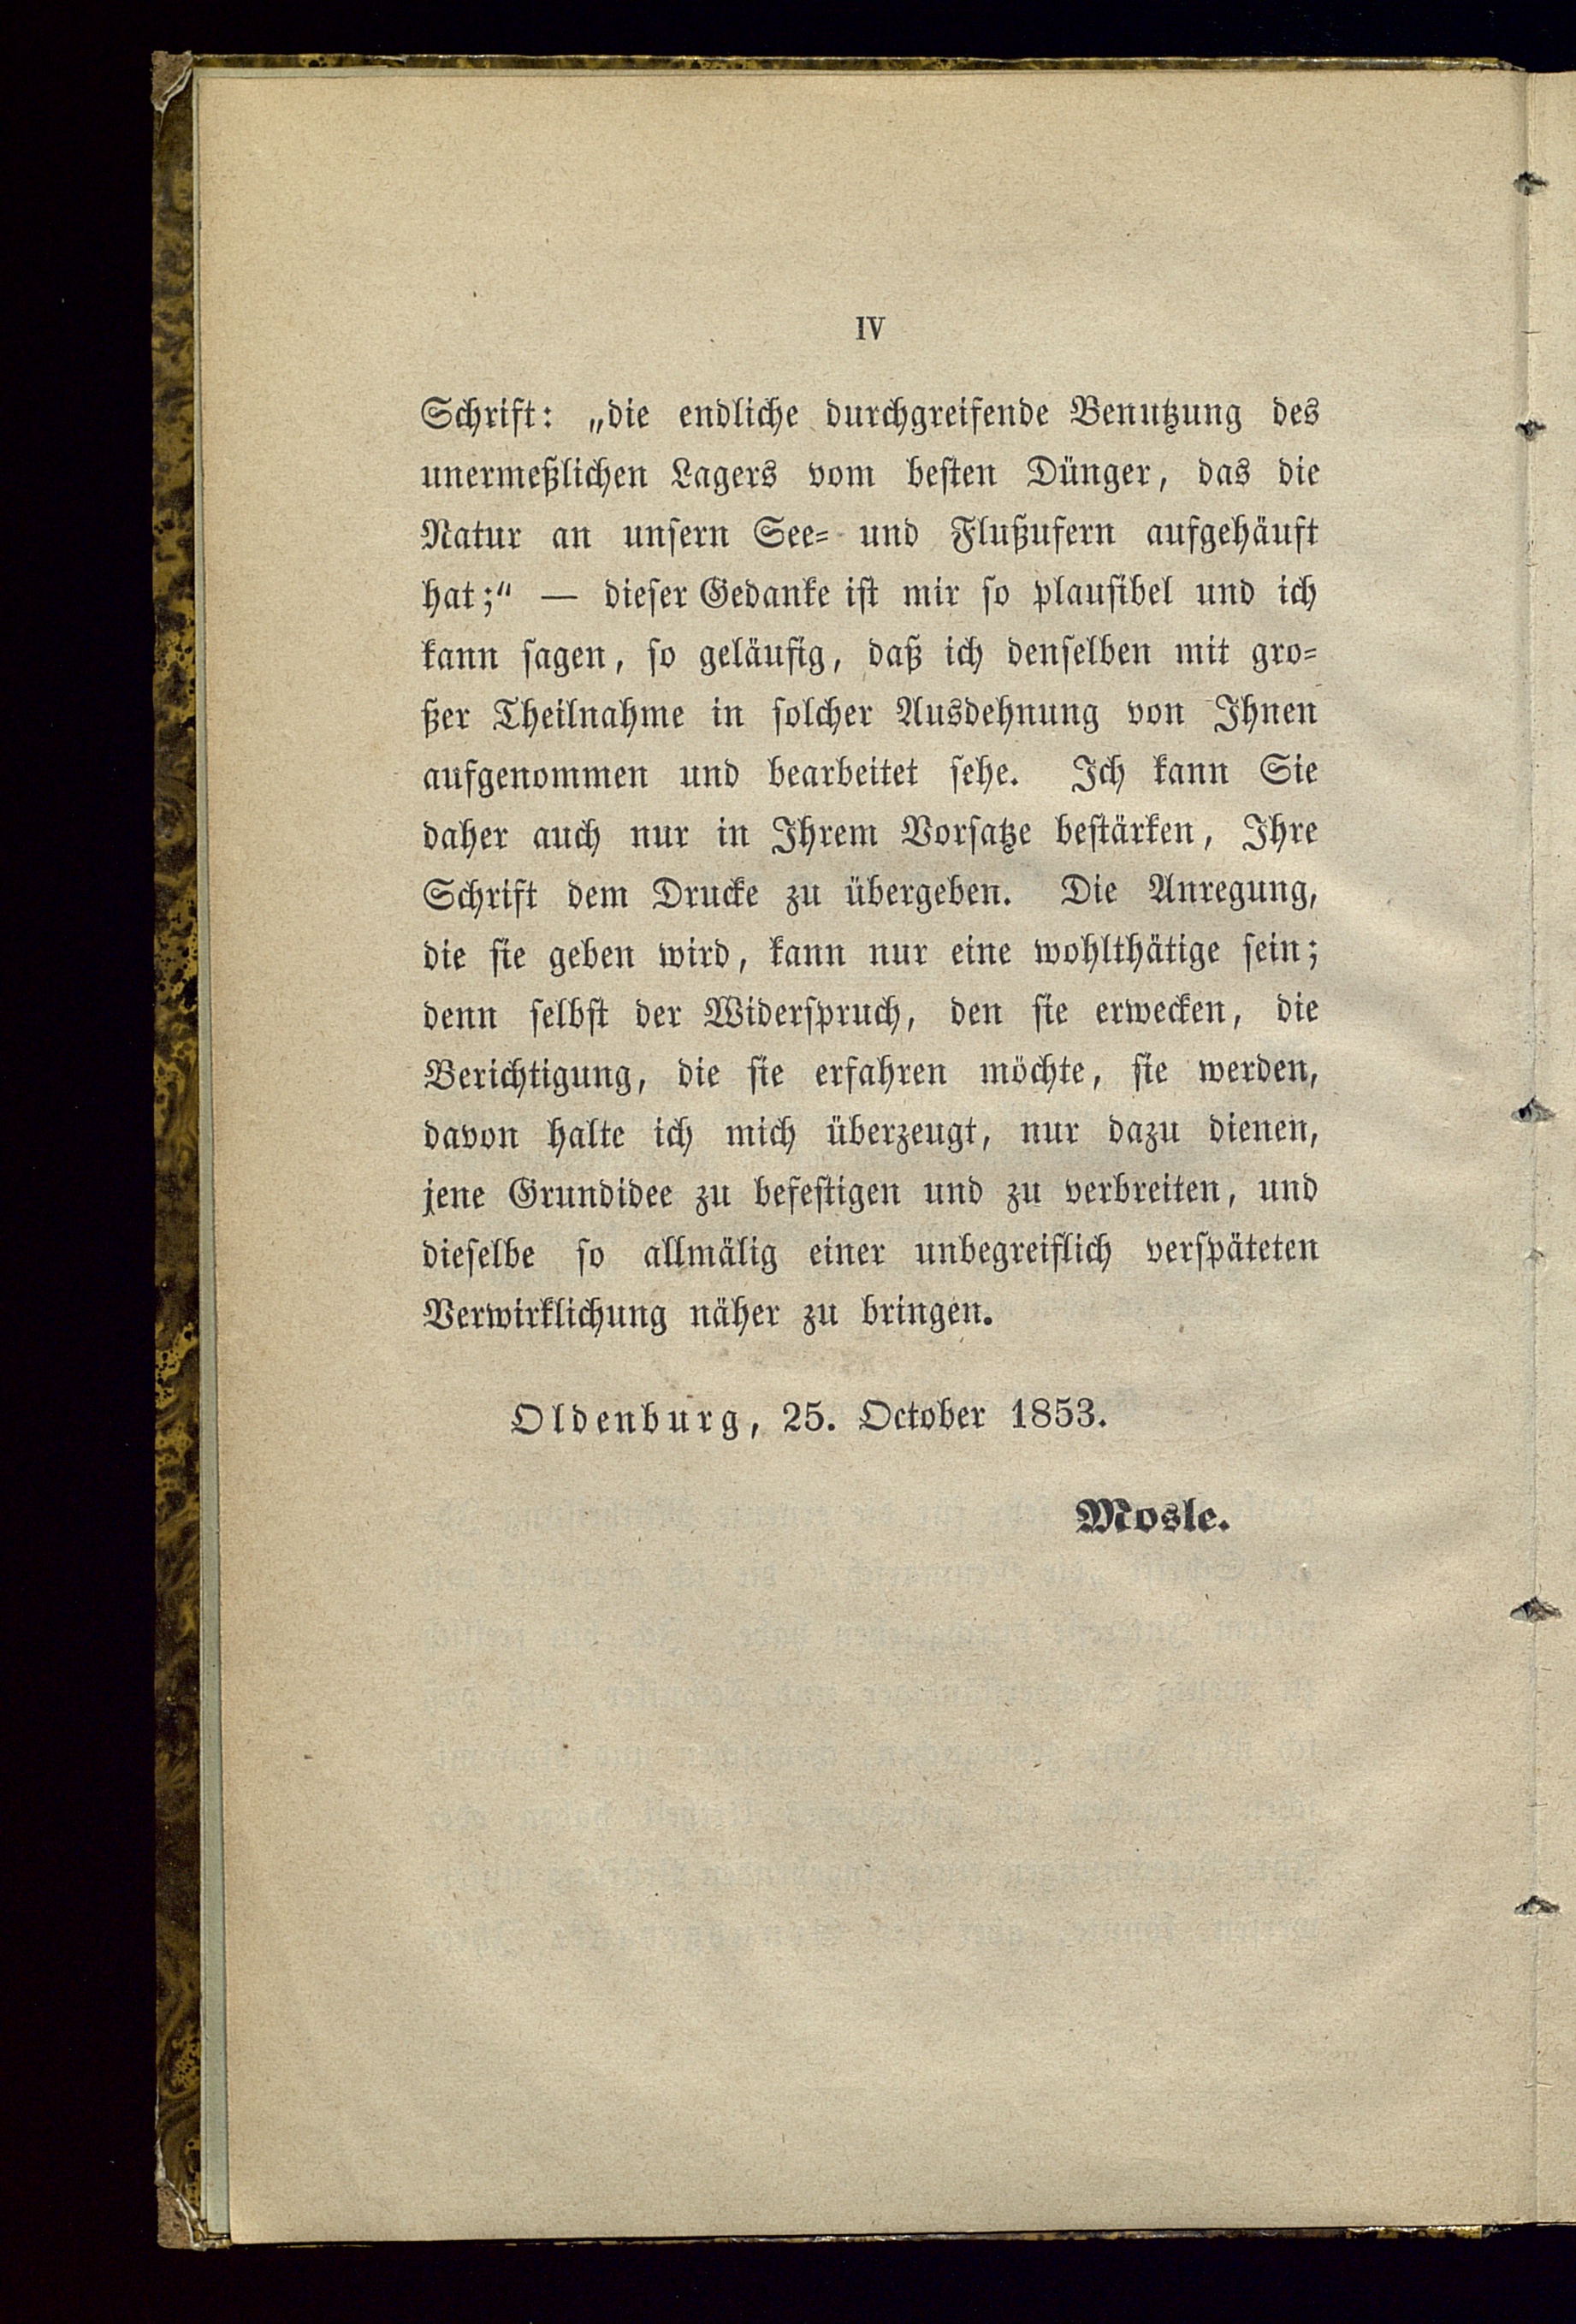 IV
Schrift: „die endliche durchgreifende Benutzung des
unermeßlichen Lagers vom besten Dünger, das die
Natur an unsern See- und Flußufern aufgehäuft
hat;“ — dieser Gedanke ist mir so plausibel und ich
kann sagen, so geläufig, daß ich denselben mit gro-
ßer Theilnahme in solcher Ausdehnung von Ihnen
aufgenommen und bearbeitet sehe. Ich kann Sie
daher auch nur in Ihrem Vorsatze bestärken, Ihre
Schrift dem Drucke zu übergeben. Die Anregung,
die sie geben wird, kann nur eine wohlthätige sein;
denn selbst der Widerspruch, den sie erwecken, die
Berichtigung, die sie erfahren möchte, sie werden,
davon halte ich mich überzeugt, nur dazu dienen,
jene Grundidee zu befestigen und zu verbreiten, und
dieselbe so allmälig einer unbegreiflich verspäteten
Verwirklichung näher zu bringen.
Oldenburg, 25. October 1853.
Mosle.